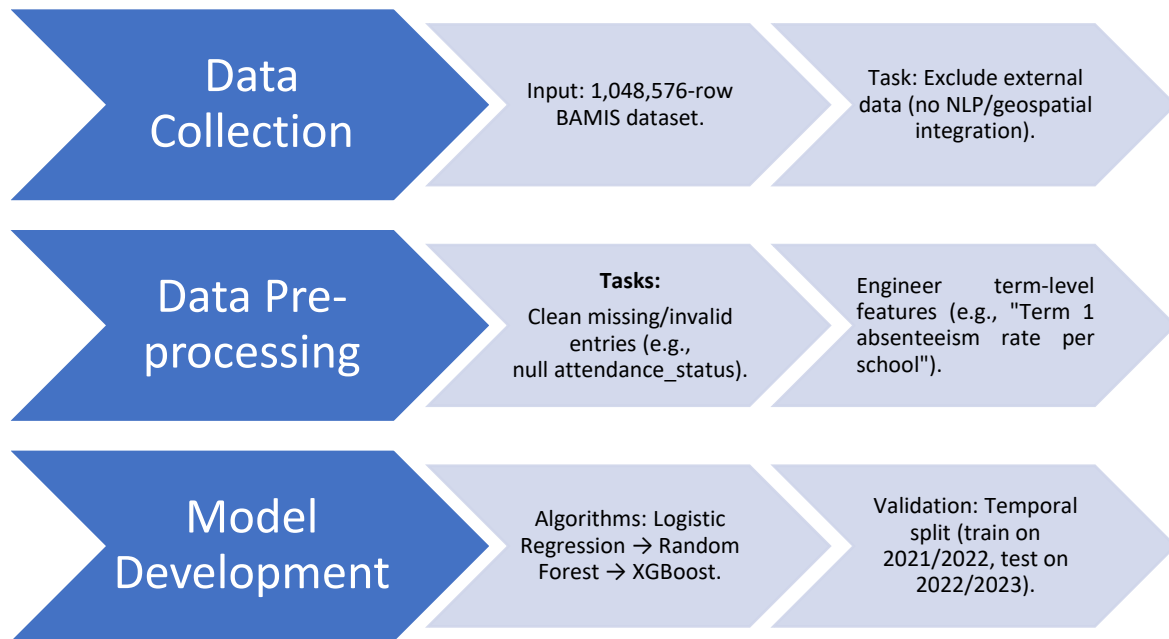 Data
Collection
Input: 1,048,576-row
BAMIS dataset.
Task: Exclude external
data (no NLP/geospatial
integration).
Data Pre-
processing
Tasks:
Clean missing/invalid
entries (e.g.,
null attendance_status).
Engineer term-level
features (e.g., "Term 1
absenteeism rate per
school").
Model
Development
Algorithms: Logistic
Regression → Random
Forest → XGBoost.
Validation: Temporal
split (train on
2021/2022, test on
2022/2023).